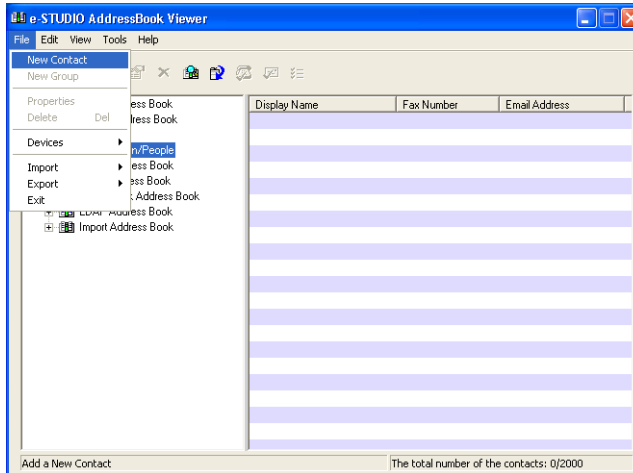 e-STUDIO AddressBook Viewer
File Edit View Tools Help
New Contact
New Group
Properties
Delete Del
Devices
Import
Export
Exit
ess Book
dress Book
n/People
ess Book
ess Book
Address Book
LDAP Address Book
Import Address Book
Display Name Fax Number Email Address
Add a New Contact
The total number of the contacts: 0/2000